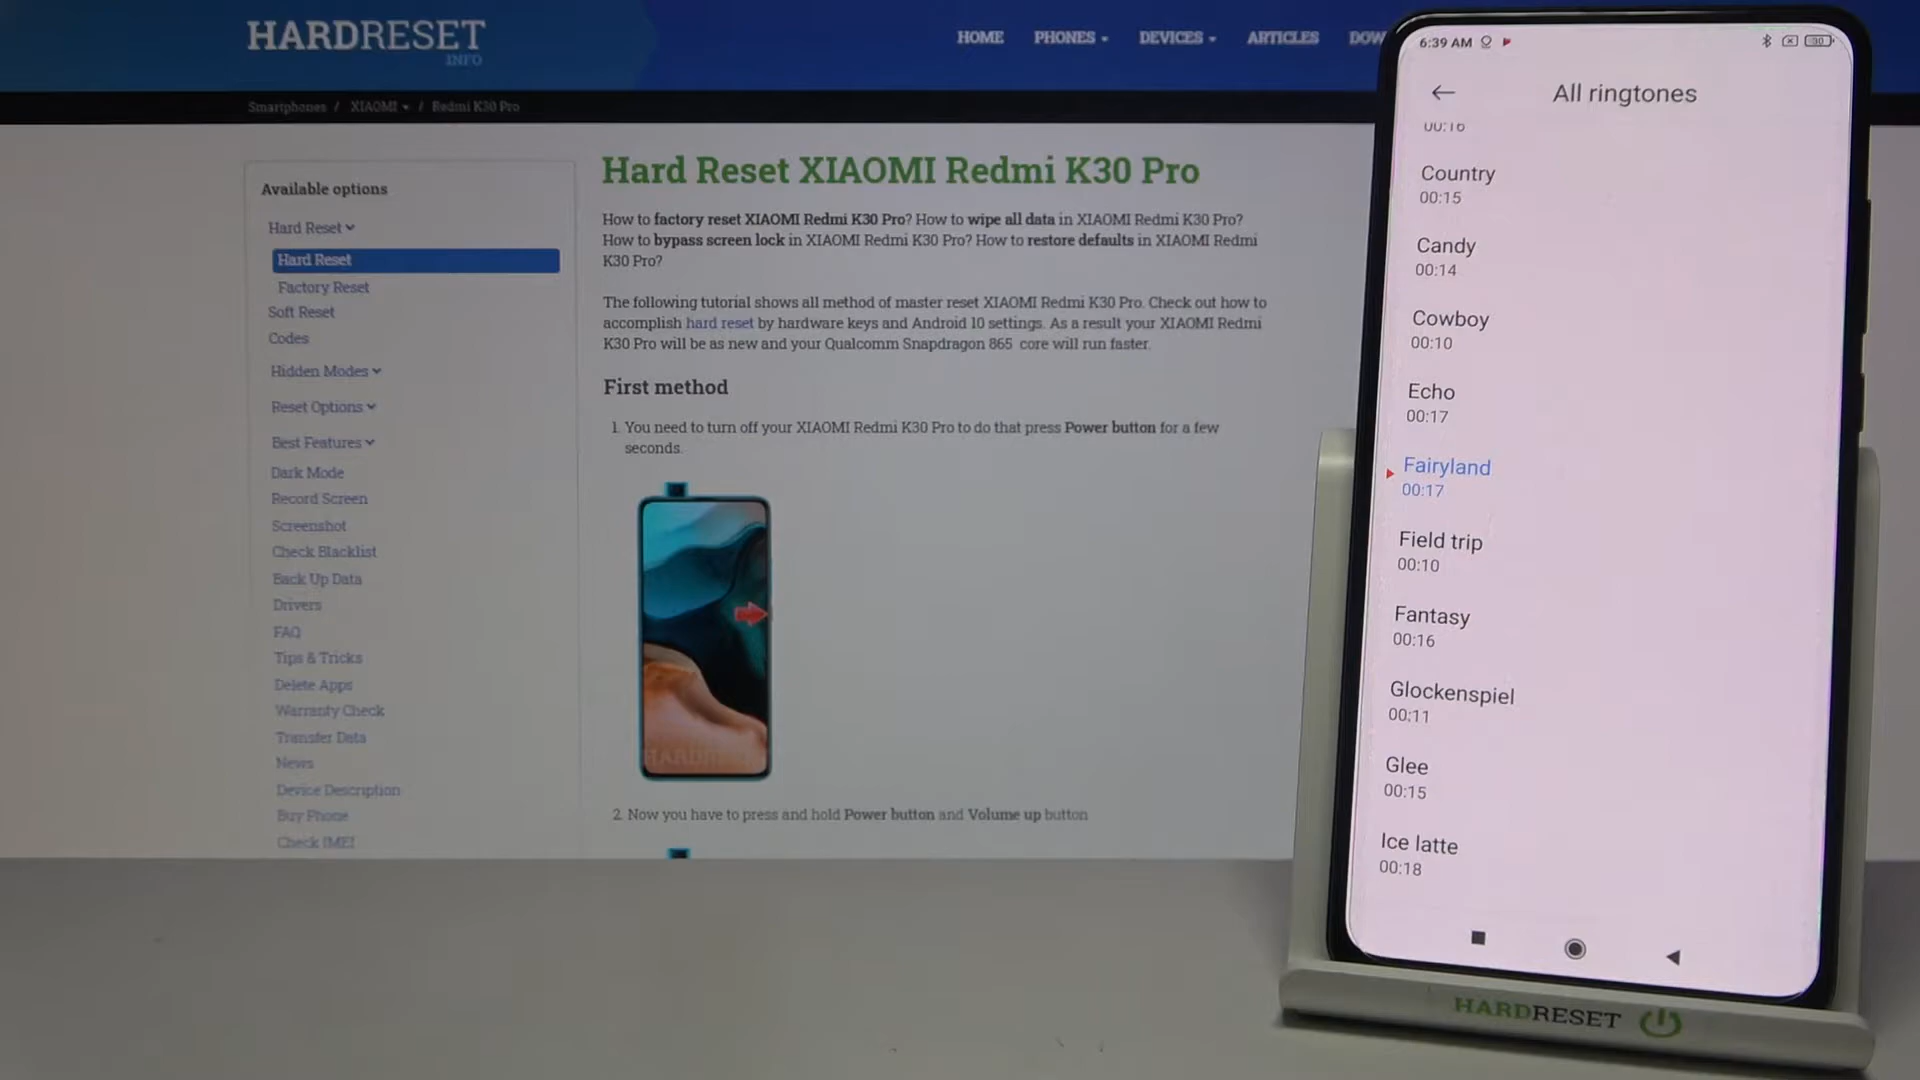 HARDRESET
INFO
HOME PHONES DEVICES ARTICLES DOW
Smartphones / XIAOMI / Redmi K30 Pro
Available options
Hard Reset
Hard Reset
Factory Reset
Soft Reset
Codes
Hidden Modes
Reset Options
Best Features
Dark Mode
Record Screen
Screenshot
Check Blacklist
Back Up Data
Drivers
FAQ
Tips & Tricks
Delete Apps
Warranty Check
Transfer Data
News
Device Description
Buy Phone
Check IMEI
Hard Reset XIAOMI Redmi K30 Pro
How to factory reset XIAOMI Redmi K30 Pro? How to wipe all data in XIAOMI Redmi K30 Pro?
How to bypass screen lock in XIAOMI Redmi K30 Pro? How to restore defaults in XIAOMI Redmi
K30 Pro?
The following tutorial shows all method of master reset XIAOMI Redmi K30 Pro. Check out how to
accomplish hard reset by hardware keys and Android 10 settings. As a result your XIAOMI Redmi
K30 Pro will be as new and your Qualcomm Snapdragon 865 core will run faster.
First method
1. You need to turn off your XIAOMI Redmi K30 Pro to do that press Power button for a few
seconds.
2. Now you have to press and hold Power button and Volume up button
6:39 AM
All ringtones
00:16
Country
00:15
Candy
00:14
Cowboy
00:10
Echo
00:17
Fairyland
00:17
Field trip
00:10
Fantasy
00:16
Glockenspiel
00:11
Glee
00:15
Ice latte
00:18
HARDRESET